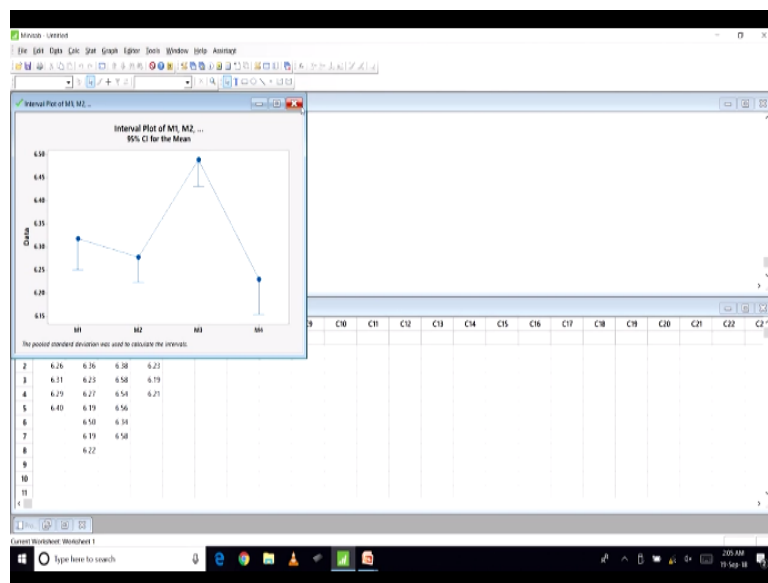 Minitab - Untitled
File Edit Data Calc Stat Graph Editor Tools Window Help Assistant
Interval Plot of M1, M2, ...
Interval Plot of M1, M2, ...
95% CI for the Mean
6.50
6.45
6.40
6.35
6.30
6.25
6.20
6.15
Data
M1 M2 M3 M4
The pooled standard deviation was used to calculate the intervals.
C10 C11 C12 C13 C14 C15 C16 C17 C18 C19 C20 C21 C22
2 6.26 6.36 6.38 6.23
3 6.31 6.23 6.58 6.19
4 6.29 6.27 6.54 6.21
5 6.40 6.19 6.56
6 6.50 6.34
7 6.19 6.58
8 6.22
9
10
11
Current Worksheet: Worksheet 1
Type here to search
2:05 AM
19-Sep-18